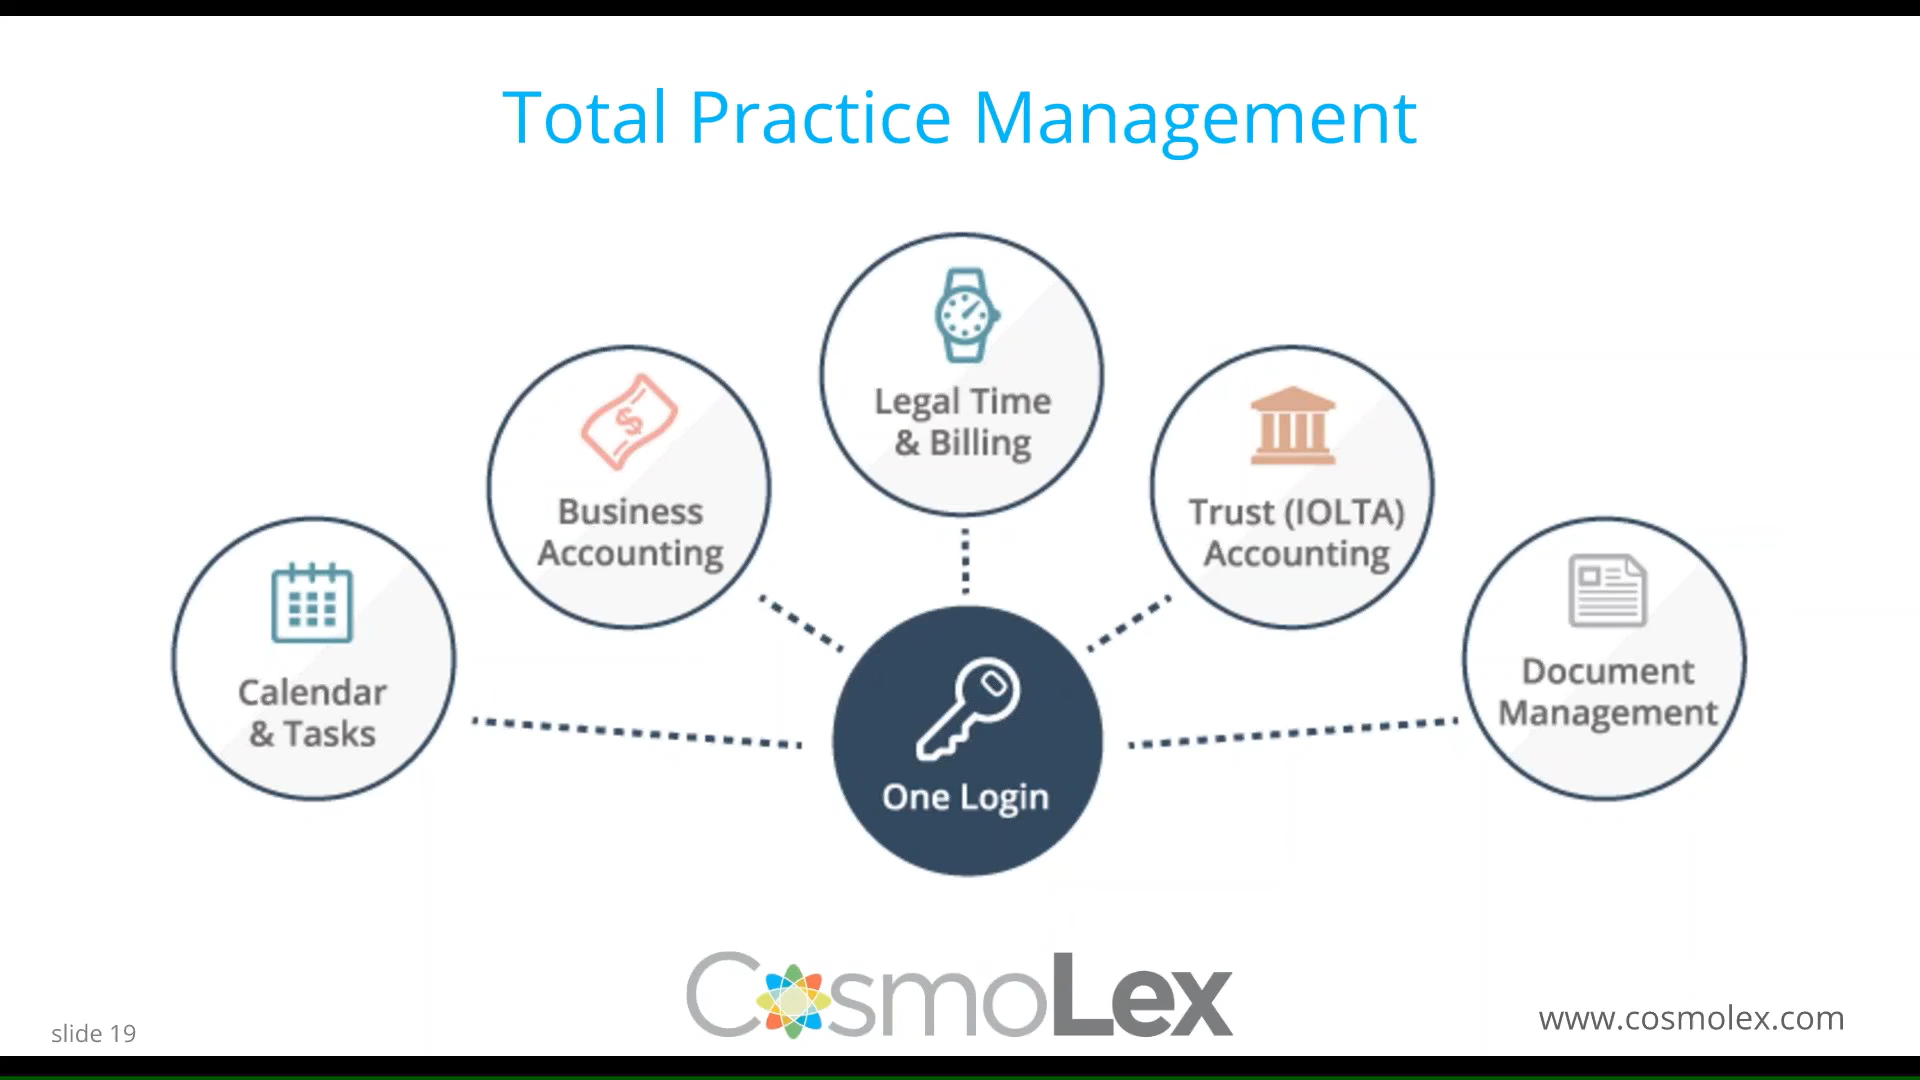 Total Practice Management
Legal Time
& Billing
Business
Accounting
Trust (IOLTA)
Accounting
Calendar
& Tasks
Document
Management
One Login
CosmoLex
slide 19
www.cosmolex.com